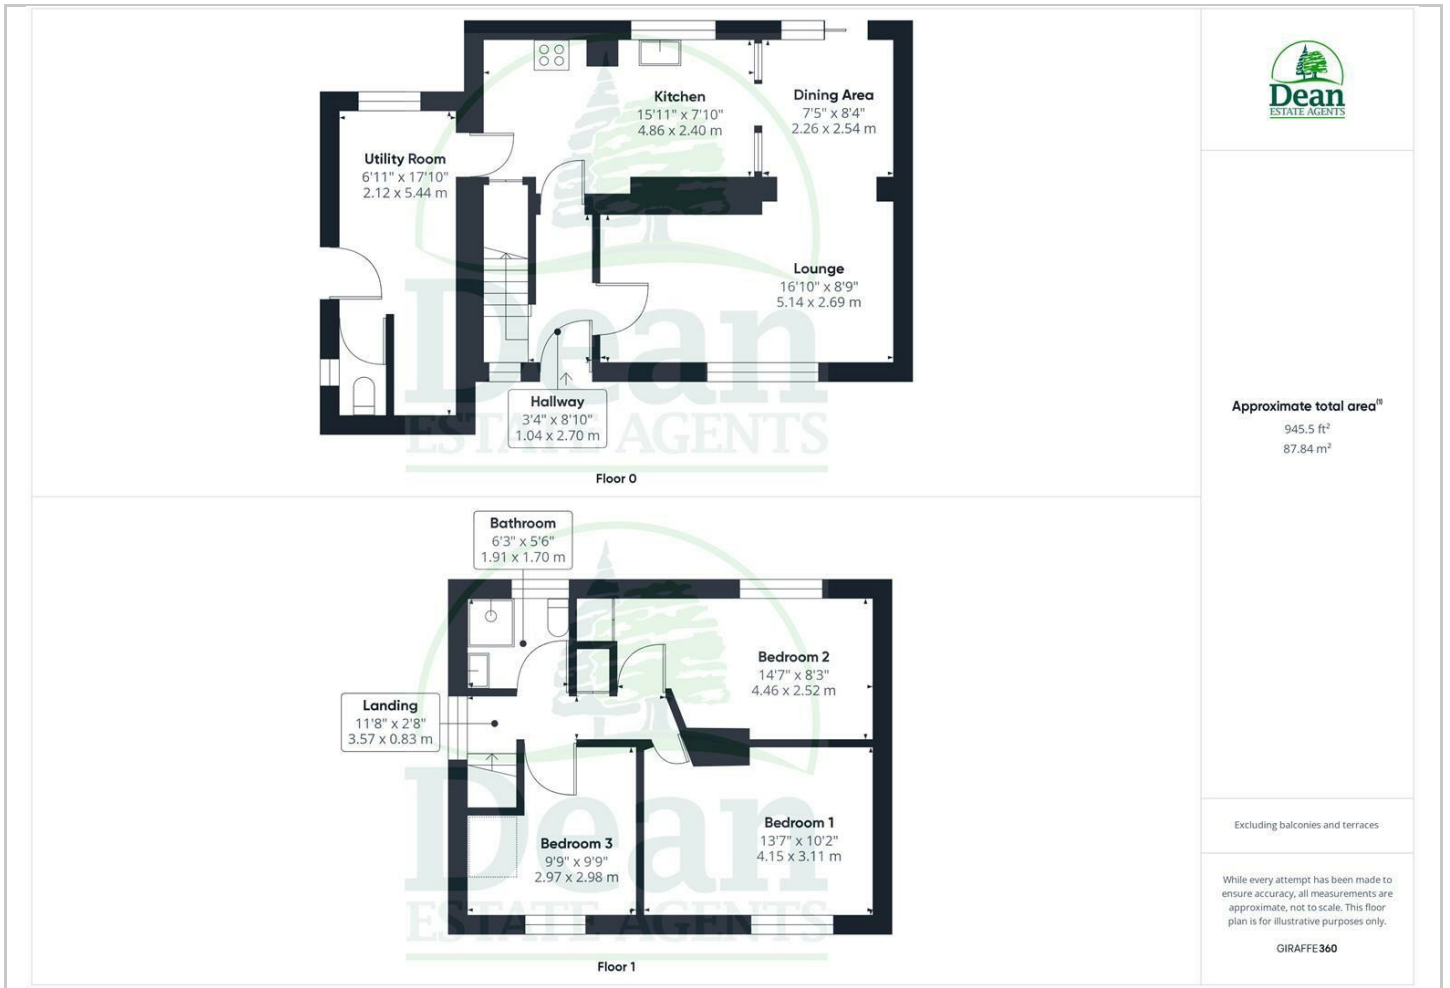 Kitchen
15'11" x 7'10"
4.86 x 2.40 m
Dining Area
7'5" x 8'4"
2.26 x 2.54 m
Utility Room
6'11" x 17'10"
2.12 x 5.44 m
Lounge
16'10" x 8'9"
5.14 x 2.69 m
Hallway
3'4" x 8'10"
1.04 x 2.70 m
Dean
ESTATE AGENTS
Floor 0
Bathroom
6'3" x 5'6"
1.91 x 1.70 m
Bedroom 2
14'7" x 8'3"
4.46 x 2.52 m
Landing
11'8" x 2'8"
3.57 x 0.83 m
Bedroom 1
13'7" x 10'2"
4.15 x 3.11 m
Bedroom 3
9'9" x 9'9"
2.97 x 2.98 m
Dean
ESTATE AGENTS
Floor 1
Dean
ESTATE AGENTS
Approximate total area⁽¹⁾
945.5 ft²
87.84 m²
Excluding balconies and terraces
While every attempt has been made to
ensure accuracy, all measurements are
approximate, not to scale. This floor
plan is for illustrative purposes only.
GIRAFFE360